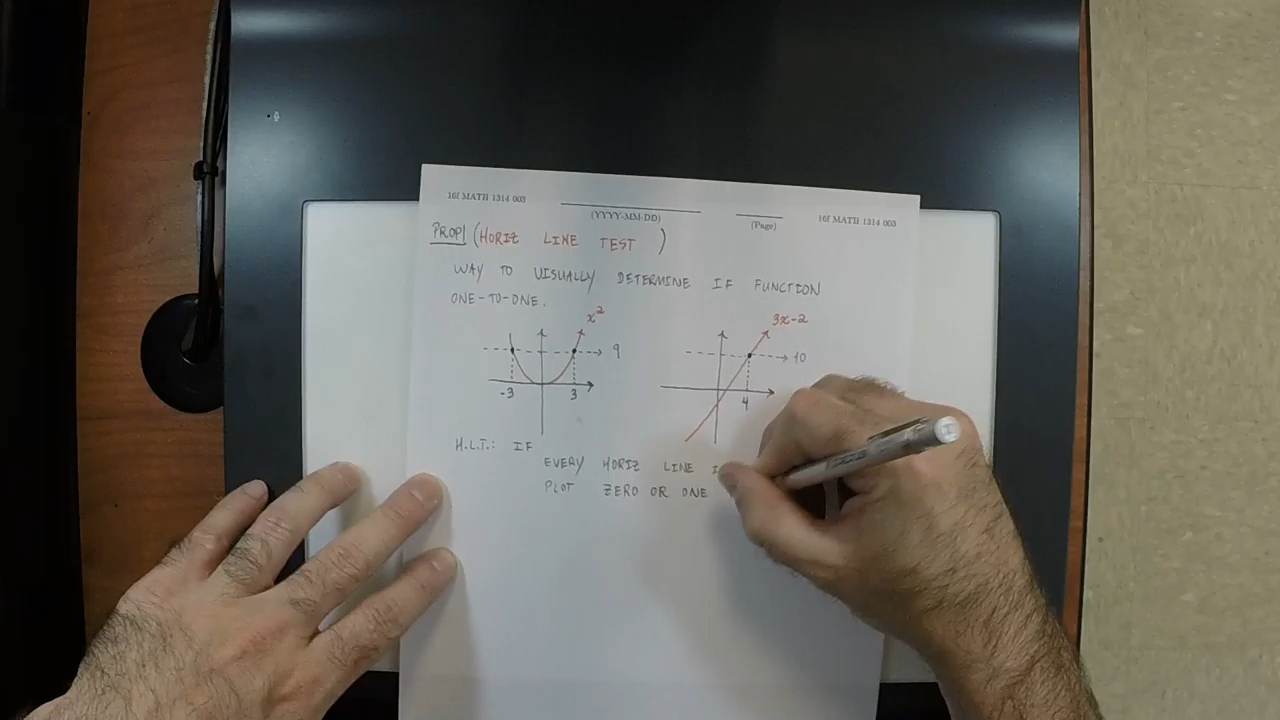 16f MATH 1314 003
(YYYY-MM-DD)
(Page)
16f MATH 1314 003
PROP (HORIZ LINE TEST )
WAY TO VISUALLY DETERMINE IF FUNCTION
ONE-TO-ONE.
x²
9
-3 3
3x-2
10
4
H.L.T.: IF
EVERY HORIZ LINE
PLOT ZERO OR ONE